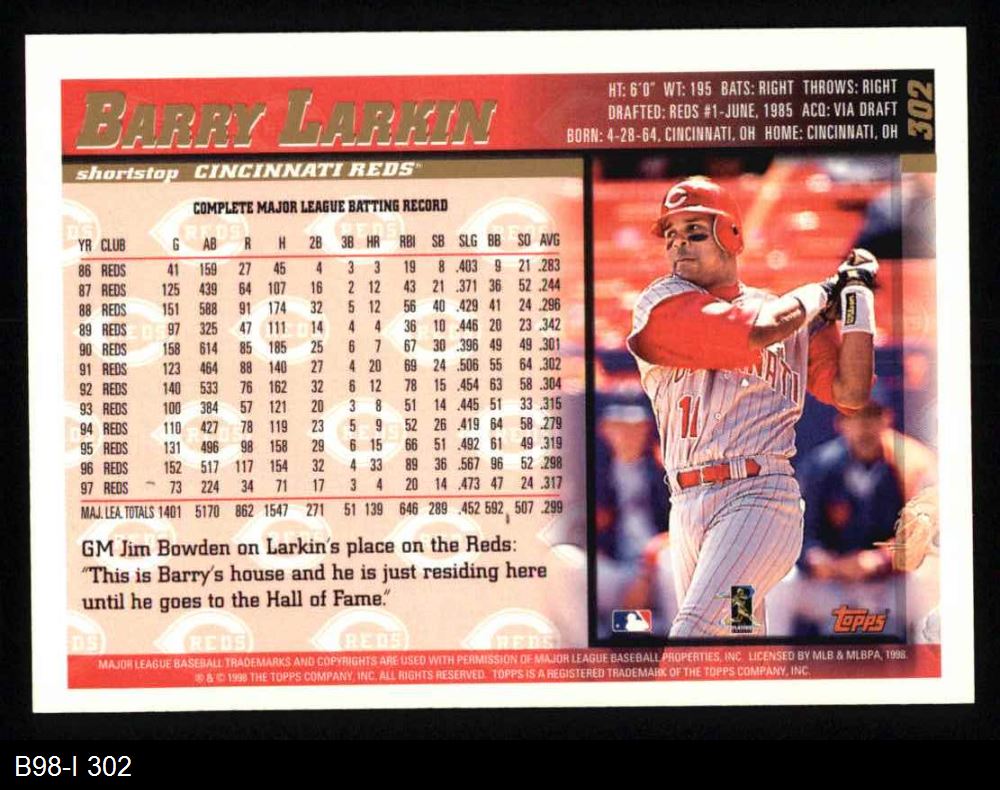 BARRY LARKIN
HT: 6'0" WT: 195 BATS: RIGHT THROWS: RIGHT
DRAFTED: REDS #1-JUNE, 1985 ACQ: VIA DRAFT
BORN: 4-28-64, CINCINNATI, OH HOME: CINCINNATI, OH
302
shortstop CINCINNATI REDS
COMPLETE MAJOR LEAGUE BATTING RECORD
YR CLUB G AB R H 2B 3B HR RBI SB SLG BB SO AVG
86 REDS 41 159 27 45 4 3 3 19 8 .403 9 21 .283
87 REDS 125 439 64 107 16 2 12 43 21 .371 36 52 .244
88 REDS 151 588 91 174 32 5 12 56 40 .429 41 24 .296
89 REDS 97 325 47 111 14 4 4 36 10 .446 20 23 .342
90 REDS 158 614 85 185 25 6 7 67 30 .396 49 49 .301
91 REDS 123 464 88 140 27 4 20 69 24 .506 55 64 .302
92 REDS 140 533 76 162 32 6 12 78 15 .454 63 58 .304
93 REDS 100 384 57 121 20 3 8 51 14 .445 51 33 .315
94 REDS 110 427 78 119 23 5 9 52 26 .419 64 58 .279
95 REDS 131 496 98 158 29 6 15 66 51 .492 61 49 .319
96 REDS 152 517 117 154 32 4 33 89 36 .567 96 52 .298
97 REDS 73 224 34 71 17 3 4 20 14 .473 47 24 .317
MAJ. LEA. TOTALS 1401 5170 862 1547 271 51 139 646 289 .452 592 507 .299
GM Jim Bowden on Larkin's place on the Reds:
"This is Barry's house and he is just residing here
until he goes to the Hall of Fame."
CINCINNATI
11
TOPPS
MAJOR LEAGUE BASEBALL TRADEMARKS AND COPYRIGHTS ARE USED WITH PERMISSION OF MAJOR LEAGUE BASEBALL PROPERTIES, INC. LICENSED BY MLB & MLBPA, 1998.
® & © 1998 THE TOPPS COMPANY, INC. ALL RIGHTS RESERVED. TOPPS IS A REGISTERED TRADEMARK OF THE TOPPS COMPANY, INC.
B98-I 302